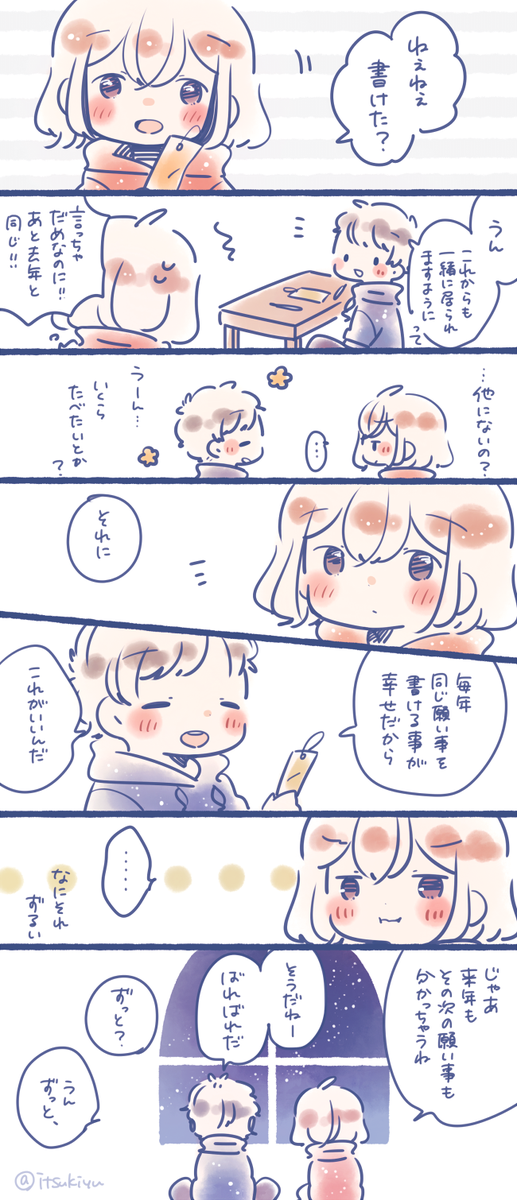 ねえねえ
書けた？
うん
これからも
一緒に居られ
ますようにって
言っちゃ
だめなのに!!
あと去年と
同じ!!
…他にないの？
…
うーん…
いくら
たべたいとか
？
それに
毎年
同じ願い事を
書ける事が
幸せだから
これがいいんだ
.....
なにそれ
ずるい
じゃあ
来年も
その次の願い事も
分かっちゃうね
そうだねー
ばればれだ
ずっと？
うん
ずっと、
@itsukiyu